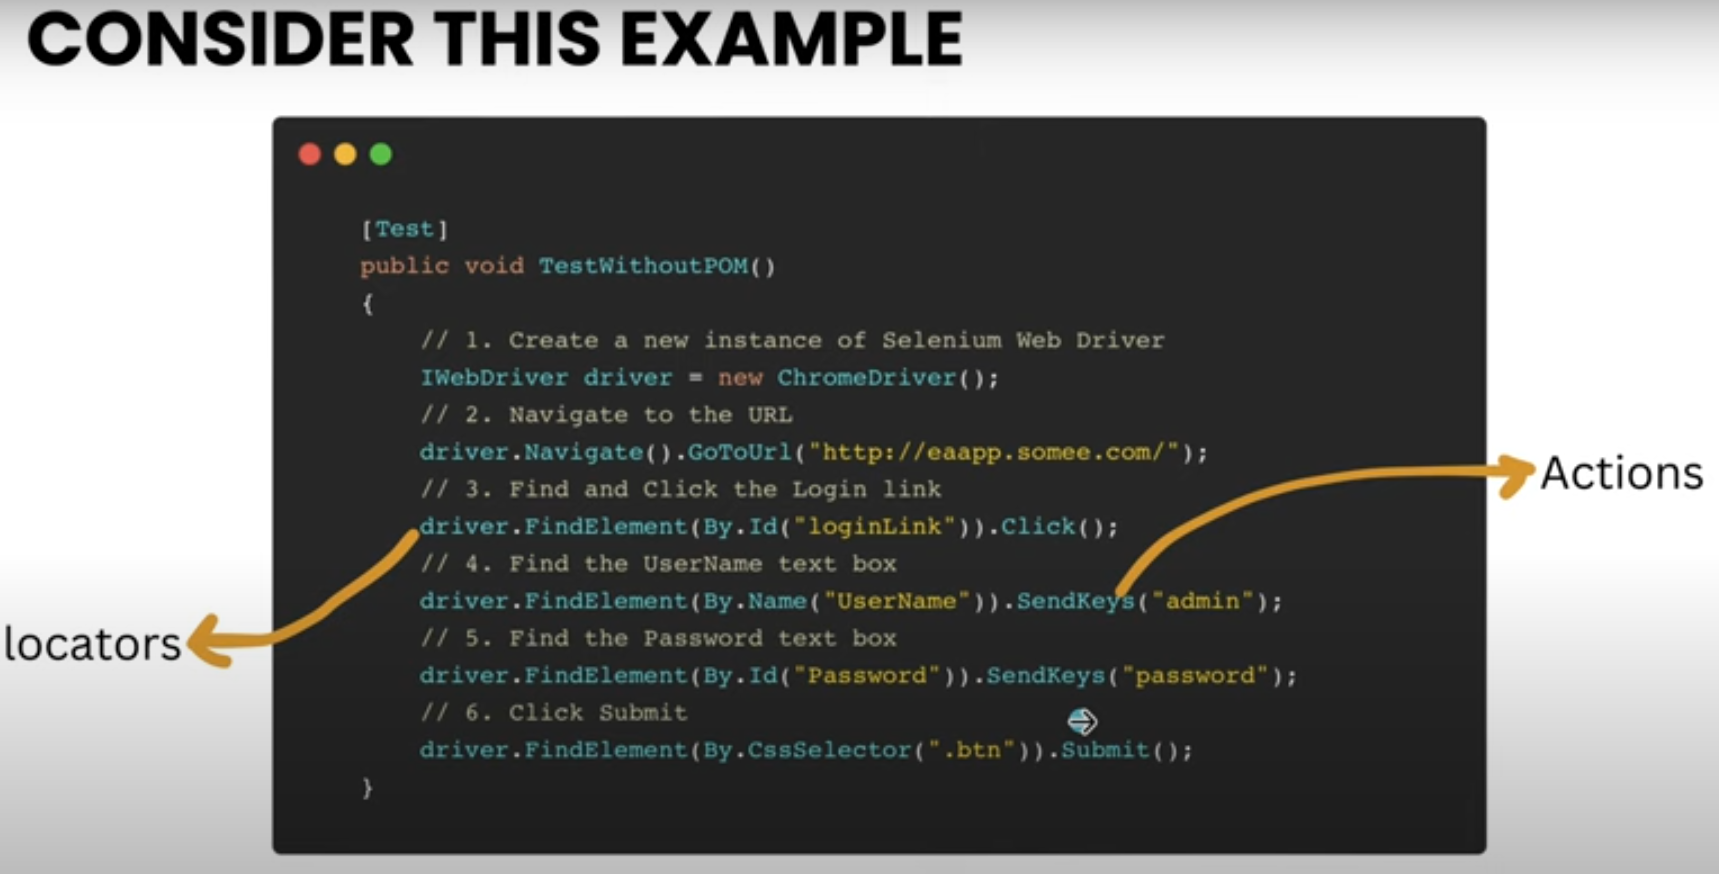 CONSIDER THIS EXAMPLE
[Test]
public void TestWithoutPOM()
{
// 1. Create a new instance of Selenium Web Driver
IWebDriver driver = new ChromeDriver();
// 2. Navigate to the URL
driver.Navigate().GoToUrl("http://eaapp.somee.com/");
// 3. Find and Click the Login link
driver.FindElement(By.Id("loginLink")).Click();
// 4. Find the UserName text box
driver.FindElement(By.Name("UserName")).SendKeys("admin");
// 5. Find the Password text box
driver.FindElement(By.Id("Password")).SendKeys("password");
// 6. Click Submit
driver.FindElement(By.CssSelector(".btn")).Submit();
}
Actions
locators